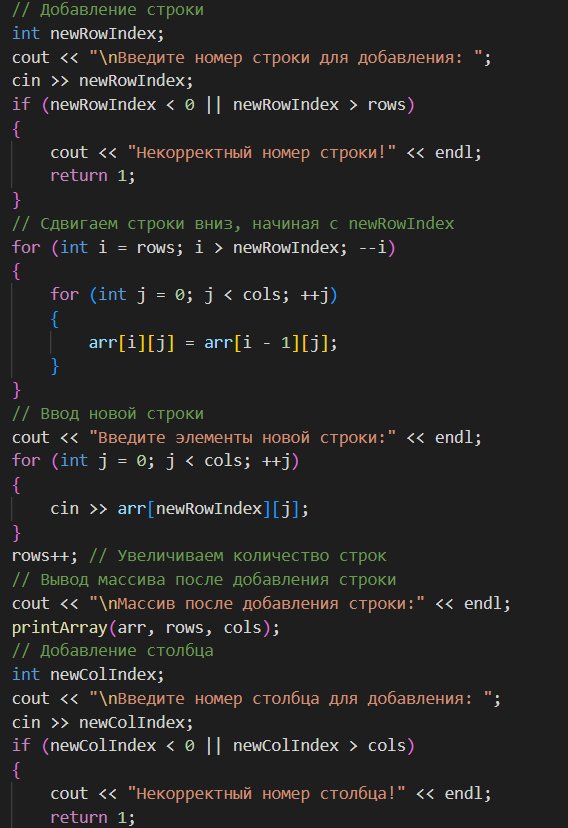 // Добавление строки
int newRowIndex;
cout << "\nВведите номер строки для добавления: ";
cin >> newRowIndex;
if (newRowIndex < 0 || newRowIndex > rows)
{
    cout << "Некорректный номер строки!" << endl;
    return 1;
}
// Сдвигаем строки вниз, начиная с newRowIndex
for (int i = rows; i > newRowIndex; --i)
{
    for (int j = 0; j < cols; ++j)
    {
        arr[i][j] = arr[i - 1][j];
    }
}
// Ввод новой строки
cout << "Введите элементы новой строки:" << endl;
for (int j = 0; j < cols; ++j)
{
    cin >> arr[newRowIndex][j];
}
rows++; // Увеличиваем количество строк
// Вывод массива после добавления строки
cout << "\nМассив после добавления строки:" << endl;
printArray(arr, rows, cols);
// Добавление столбца
int newColIndex;
cout << "\nВведите номер столбца для добавления: ";
cin >> newColIndex;
if (newColIndex < 0 || newColIndex > cols)
{
    cout << "Некорректный номер столбца!" << endl;
    return 1;